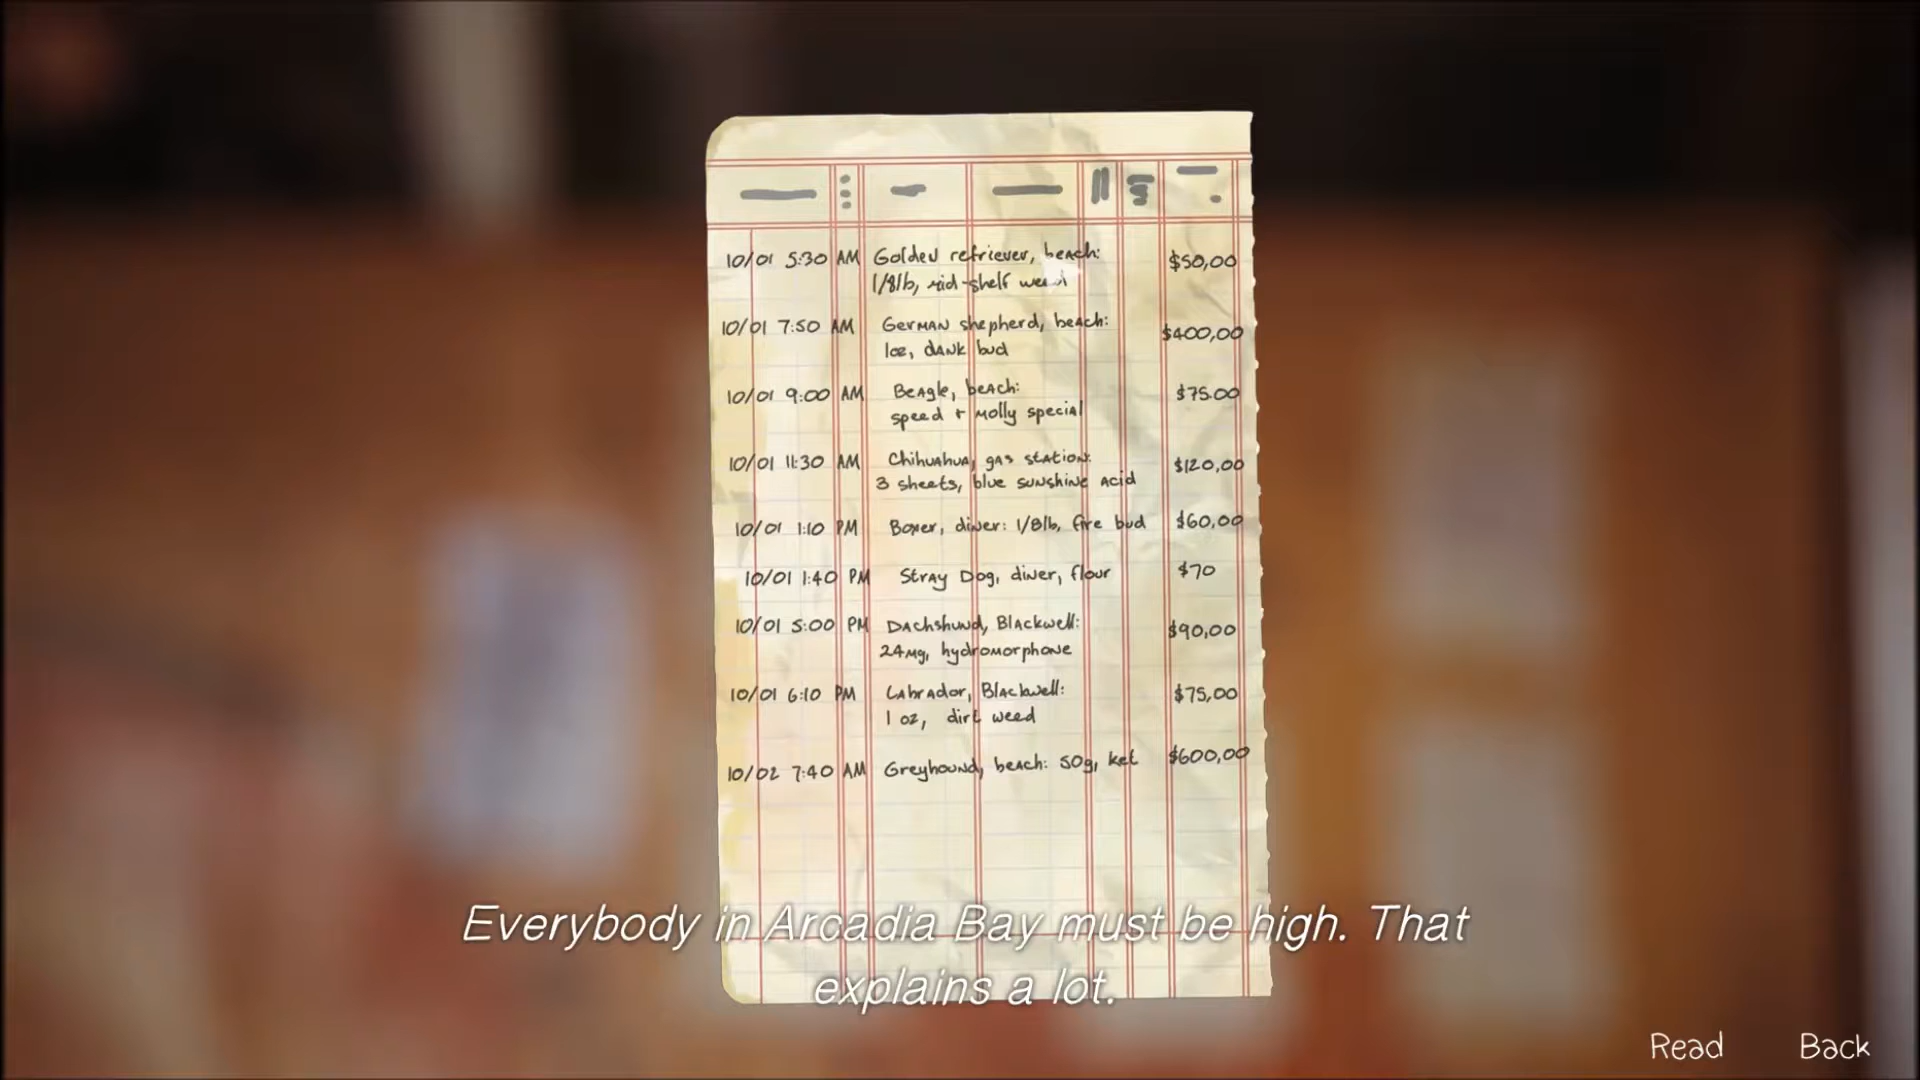 10/01 5:30 AM Golden retriever, beach: $50,00
1/8lb, mid-shelf weed
10/01 7:50 AM German shepherd, beach: $400,00
1oz, dank bud
10/01 9:00 AM Beagle, beach: $75.00
speed + Molly special
10/01 11:30 AM Chihuahua, gas station: $120,00
3 sheets, blue sunshine acid
10/01 1:10 PM Boxer, diner: 1/8lb, fire bud $60,00
10/01 1:40 PM Stray Dog, diner, flour $70
10/01 5:00 PM Dachshund, Blackwell: $90,00
24mg, hydromorphone
10/01 6:10 PM Labrador, Blackwell: $75,00
1 oz, dirt weed
10/02 7:40 AM Greyhound, beach: 50g, ket $600,00
Everybody in Arcadia Bay must be high. That
explains a lot.
Read Back